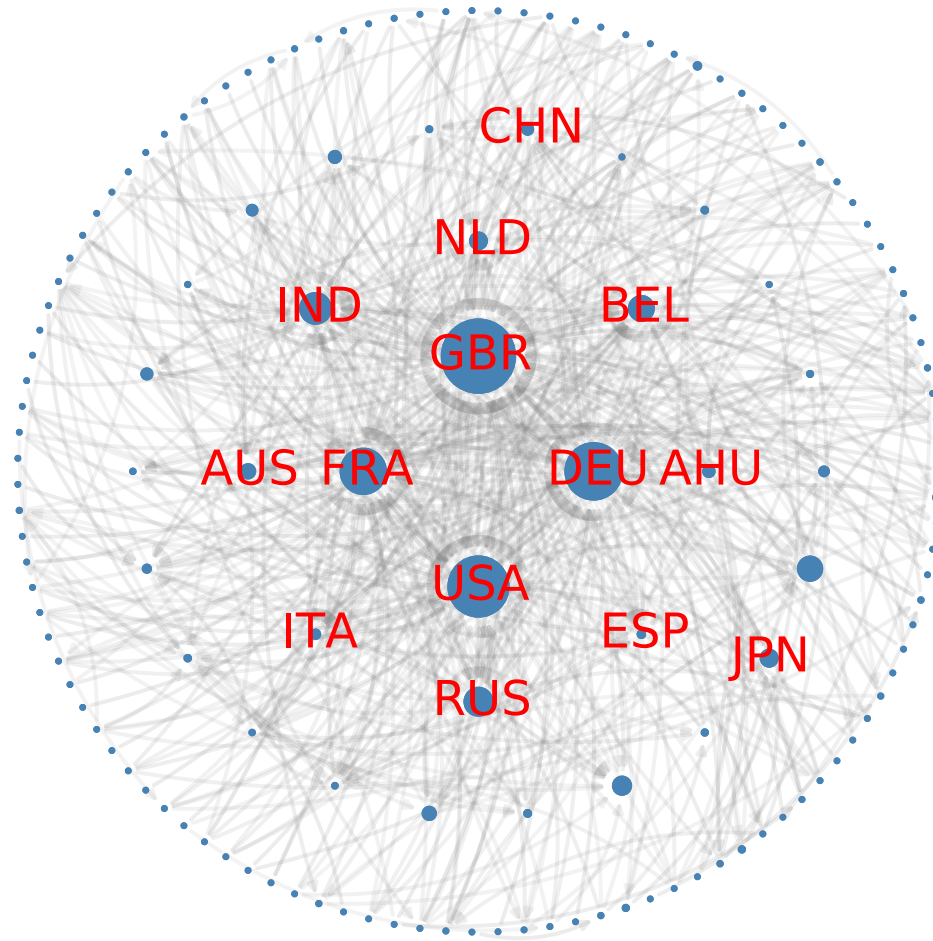 CHN
NLD
IND
BEL
GBR
AUS FRA
DEU AHU
USA
ITA
ESP
JPN
RUS